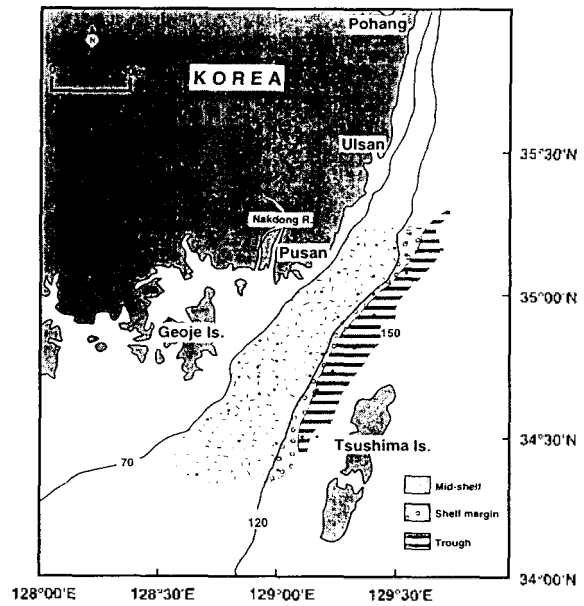 Pohang
N
KOREA
Ulsan
35°30'N
Nakdong R.
Pusan
35°00'N
Geoje Is.
150
Tsushima Is.
34°30'N
70
Mid-shelf
120
Shelf margin
Trough
34°00'N
128°00'E
128°30'E
129°00'E
129°30'E